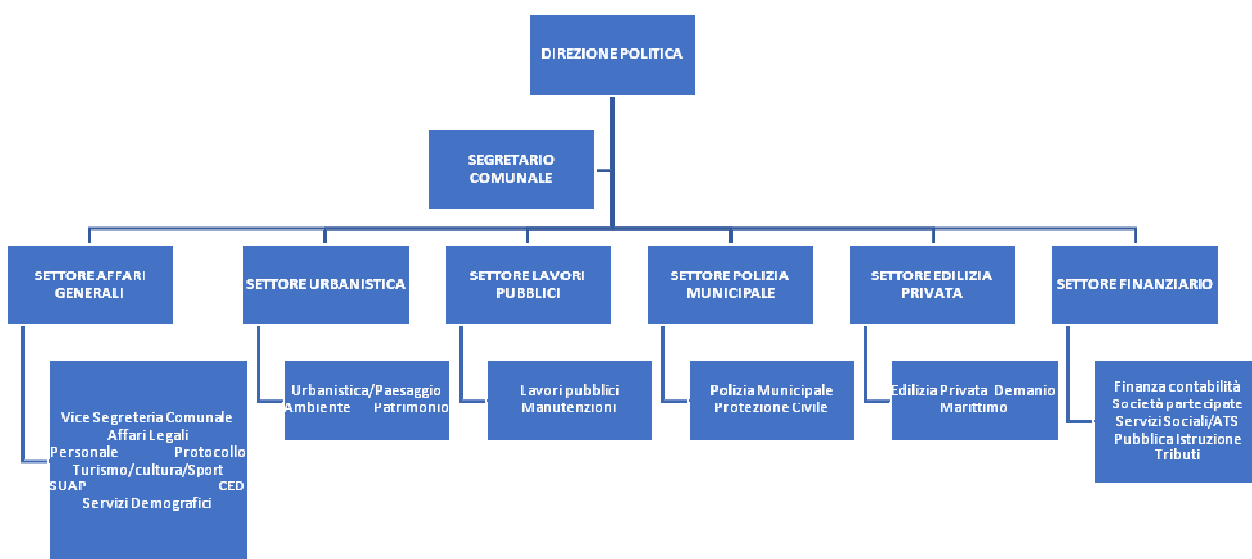 DIREZIONE POLITICA
SEGRETARIO
COMUNALE
SETTORE AFFARI
GENERALI
SETTORE URBANISTICA
SETTORE LAVORI
PUBBLICI
SETTORE POLIZIA
MUNICIPALE
SETTORE EDILIZIA
PRIVATA
SETTORE FINANZIARIO
Vice Segreteria Comunale
Affari Legali
Personale Protocollo
Turismo/cultura/Sport
SUAP CED
Servizi Demografici
Urbanistica/Paesaggio
Ambiente Patrimonio
Lavori pubblici
Manutenzioni
Polizia Municipale
Protezione Civile
Edilizia Privata Demanio
Marittimo
Finanza contabilità
Società partecipate
Servizi Sociali/ATS
Pubblica Istruzione
Tributi